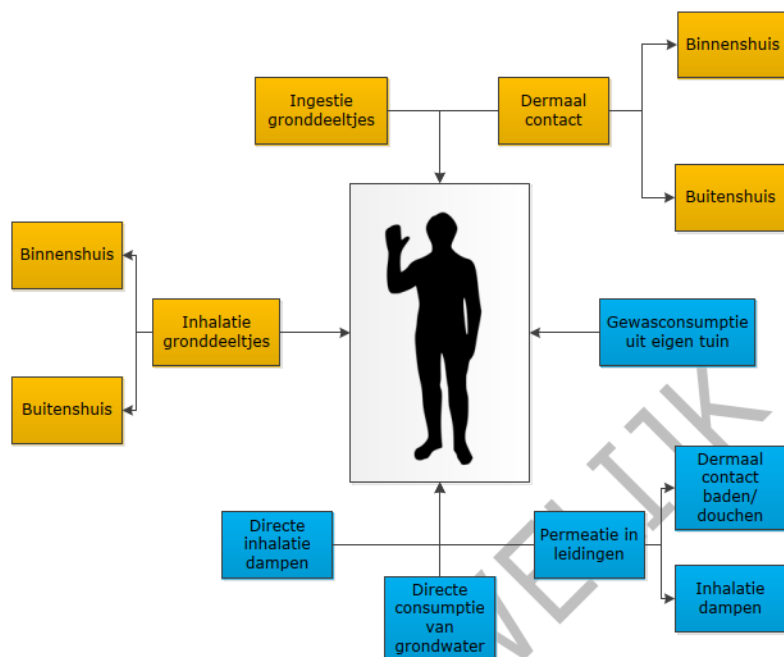 Binnenshuis
Ingestie
gronddeeltjes
Dermaal
contact
Buitenshuis
Binnenshuis
Inhalatie
gronddeeltjes
Buitenshuis
Gewasconsumptie
uit eigen tuin
Dermaal
contact
baden/
douchen
Directe
inhalatie
dampen
Permeatie in
leidingen
Directe
consumptie
van
grondwater
Inhalatie
dampen
VELIJK